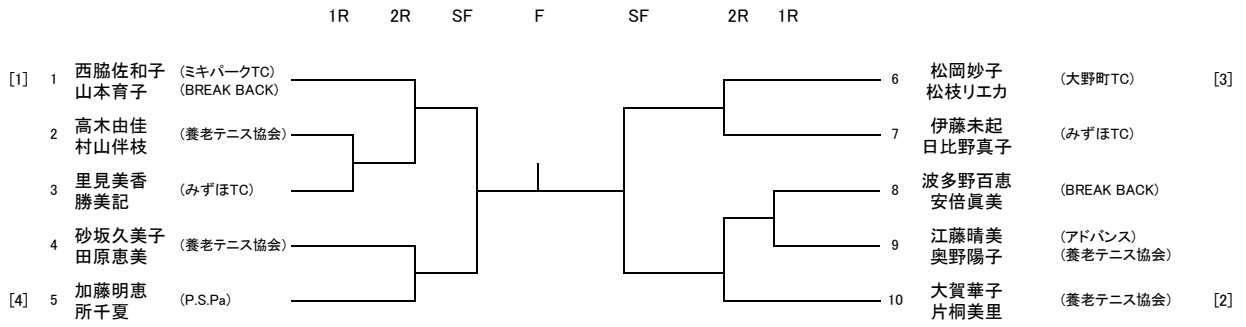 1R 2R SF F SF 2R 1R
[1] 1 西脇佐和子 (ミキパークTC)
山本育子 (BREAK BACK)
2 高木由佳 (養老テニス協会)
村山伴枝
3 里見美香 (みずほTC)
勝美記
4 砂坂久美子 (養老テニス協会)
田原恵美
[4] 5 加藤明恵 (P.S.Pa)
所千夏
6 松岡妙子 (大野町TC) [3]
松枝リエカ
7 伊藤未起 (みずほTC)
日比野真子
8 波多野百恵 (BREAK BACK)
安倍眞美
9 江藤晴美 (アドバンス)
奥野陽子 (養老テニス協会)
10 大賀華子 (養老テニス協会) [2]
片桐美里